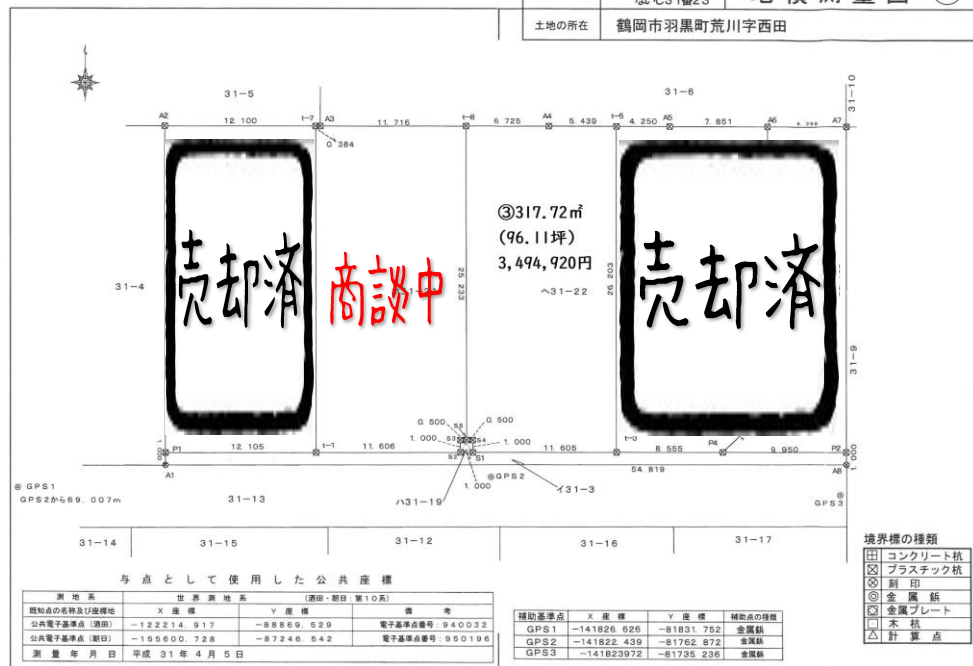 土地の所在 鶴岡市羽黒町荒川字西田
31-5
31-6
31-10
A2 12.100 t-7 A3 11.716 t-8 6.725 A4 5.439 t-5 4.250 A5 7.851 A6 A7
0.384
③317.72㎡
(96.11坪)
3,494,920円
31-4
売却済
商談中
25.233
ヘ31-22
26.203
売却済
31-9
0.500 0.500
S5
1.000 S3 S4 1.000
P1 12.105 t-1 11.606 S2 S1 11.605 t-3 8.555 P4 9.950 P2
1.000
A1
1.000
54.819
A8
1.000
◎GPS1
GPS2から69.007m
◎GPS2
GPS3
31-13
ハ31-19
イ31-3
31-14 31-15 31-12 31-16 31-17
与点として使用した公共座標
測地系 世界測地系 (酒田・朝日:第10系)
既知点の名称及び座標地 X座標 Y座標 備考
公共電子基準点(酒田) -122214.917 -88869.529 電子基準点番号:940032
公共電子基準点(朝日) -155600.728 -87246.542 電子基準点番号:950196
測量年月日 平成31年4月5日
補助基準点 X座標 Y座標 補助点の種類
GPS1 -141826.626 -81831.752 金属鋲
GPS2 -141822.439 -81762.872 金属鋲
GPS3 -141823972 -81735.236 金属鋲
境界標の種類
コンクリート杭
プラスチック杭
刻印
金属鋲
金属プレート
木杭
計算点